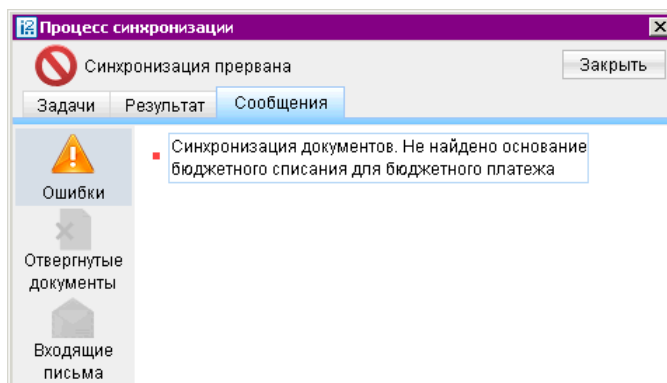 Процесс синхронизации
Синхронизация прервана
Закрыть
Задачи
Результат
Сообщения
Ошибки
Синхронизация документов. Не найдено основание
бюджетного списания для бюджетного платежа
Отвергнутые
документы
Входящие
письма